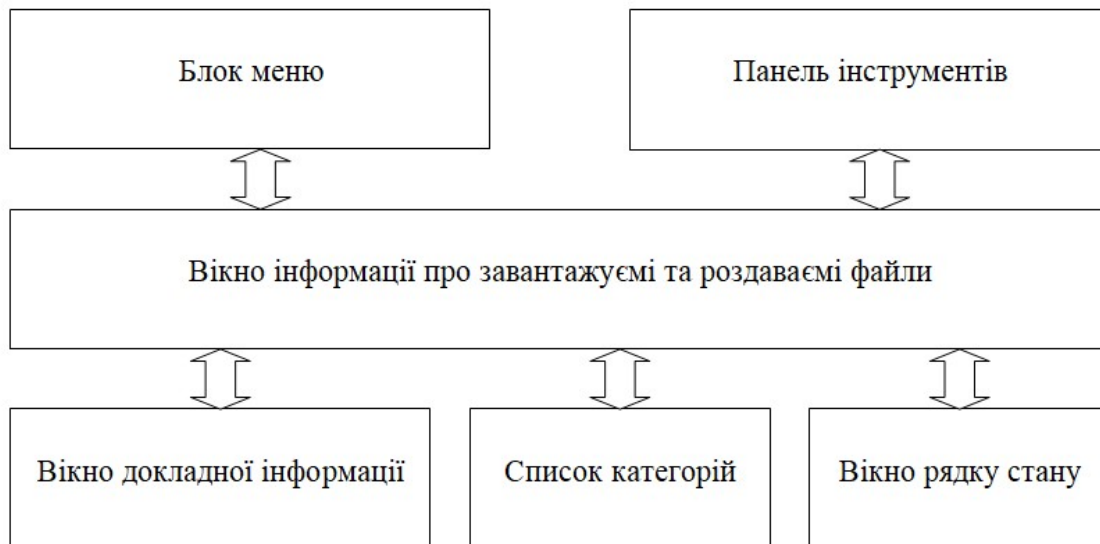 Блок меню
Панель інструментів
Вікно інформації про завантажуємі та роздаваємі файли
Вікно докладної інформації
Список категорій
Вікно рядку стану